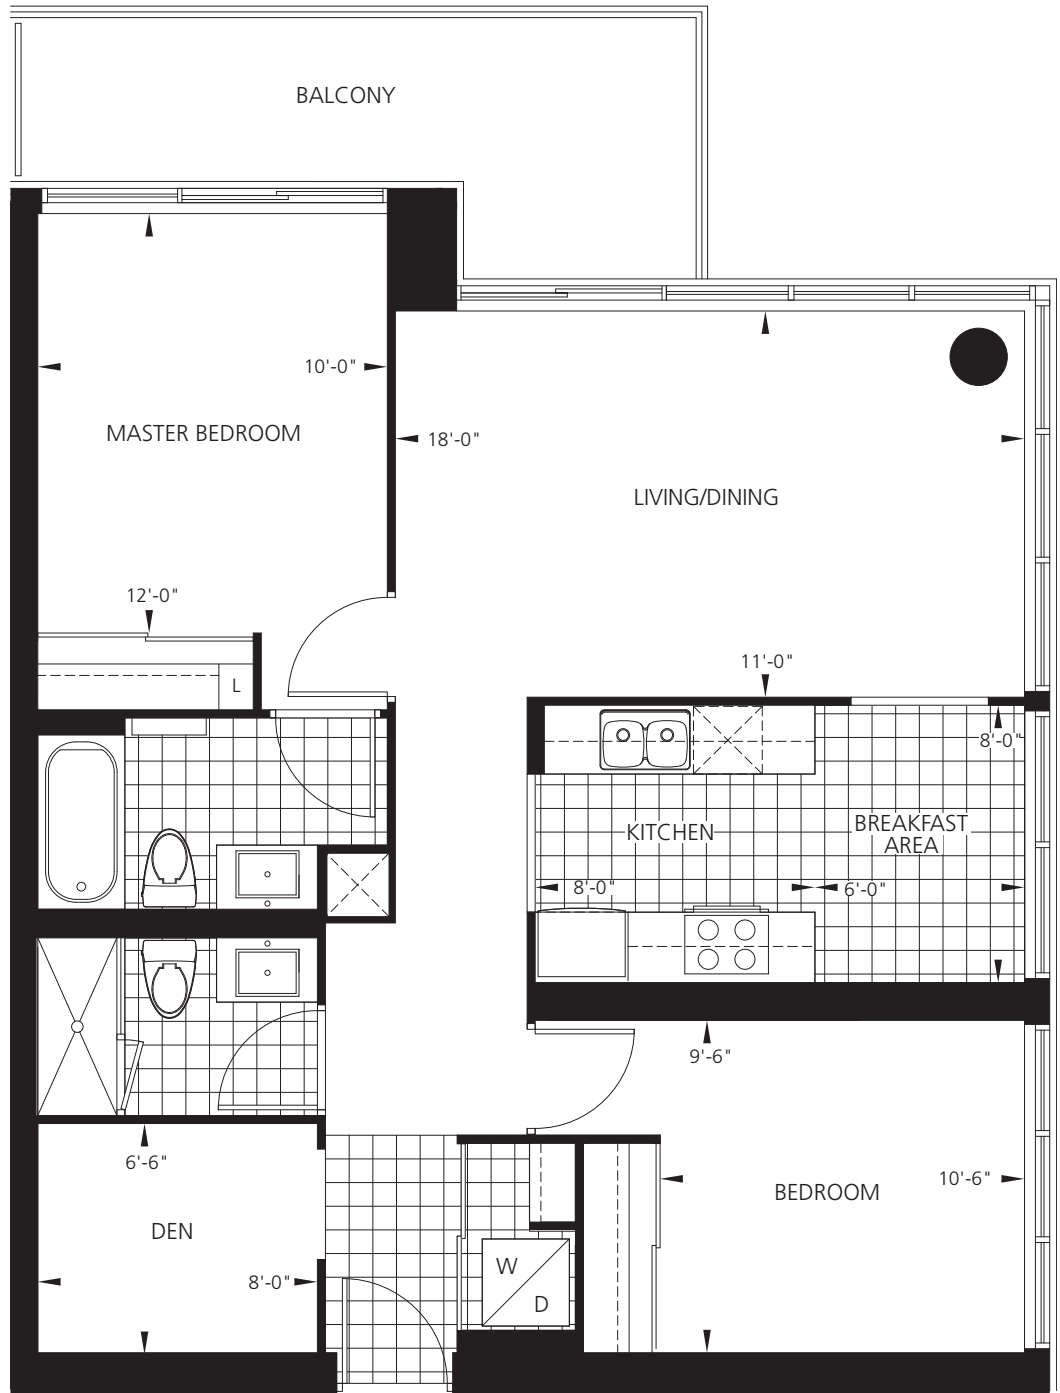 BALCONY
10'-0"
MASTER BEDROOM
18'-0"
LIVING/DINING
12'-0"
11'-0"
L
8'-0"
KITCHEN
BREAKFAST
AREA
8'-0"
6'-0"
9'-6"
6'-6"
10'-6"
BEDROOM
DEN
W
8'-0"
D